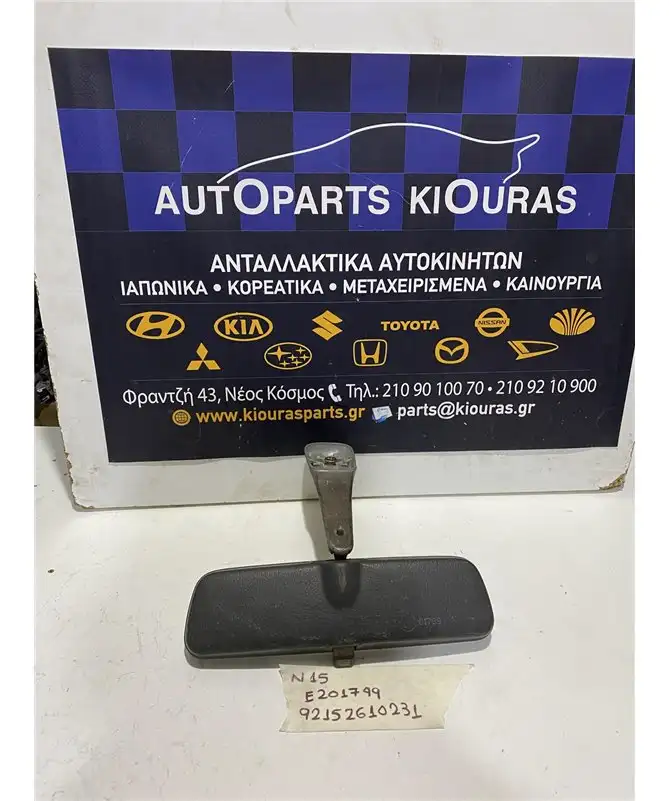 AUTOPARTS KIOURAS
ΑΝΤΑΛΛΑΚΤΙΚΑ ΑΥΤΟΚΙΝΗΤΩΝ
ΙΑΠΩΝΙΚΑ • ΚΟΡΕΑΤΙΚΑ • ΜΕΤΑΧΕΙΡΙΣΜΕΝΑ • ΚΑΙΝΟΥΡΓΙΑ
KIA TOYOTA NISSAN
Φραντζή 43, Νέος Κόσμος Τηλ.: 210 90 100 70 • 210 92 10 900
www.kiourasparts.gr parts@kiouras.gr
N15
E201799
92152610231